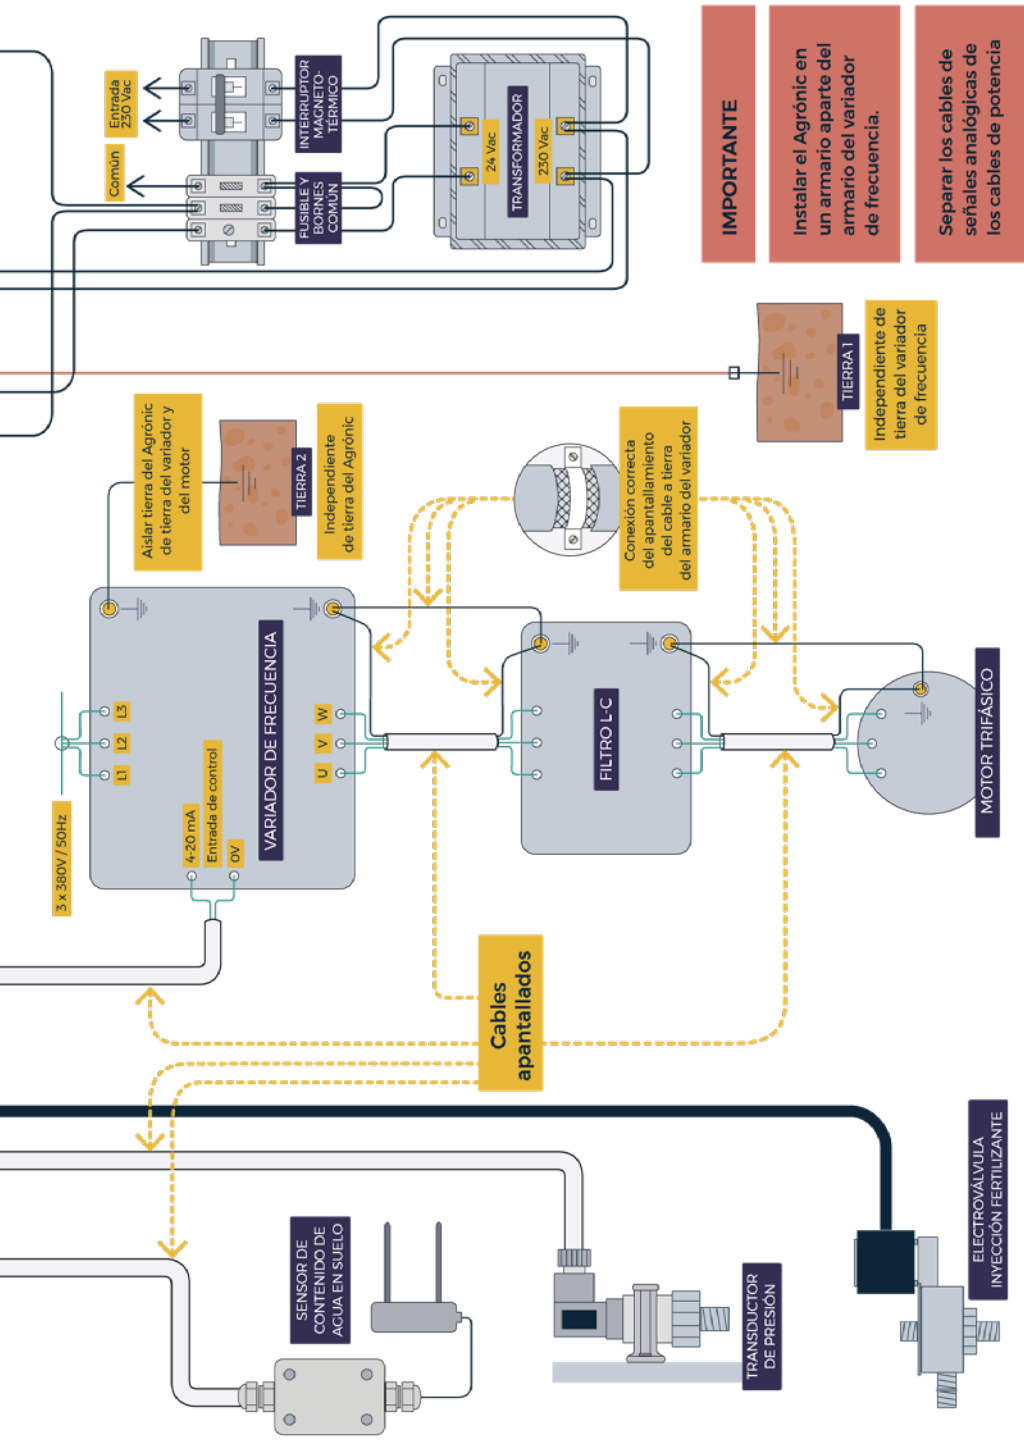 SENSOR DE
CONTENIDO DE
AGUA EN SUELO
TRANSDUCTOR
DE PRESIÓN
ELECTROVÁLVULA
INYECCIÓN FERTILIZANTE
Cables
apantallados
3 x 380V / 50Hz
L1
L2
L3
4-20 mA
Entrada de control
0V
VARIADOR DE FRECUENCIA
U
V
W
FILTRO L-C
MOTOR TRIFÁSICO
Aislar tierra del Agrónic
de tierra del variador y
del motor
TIERRA 2
Independiente
de tierra del Agrónic
Conexión correcta
del apantallamiento
del cable a tierra
del armario del variador
TIERRA 1
Independiente de
tierra del variador
de frecuencia
Común
Entrada
230 Vac
FUSIBLE Y
BORNES
COMÚN
INTERRUPTOR
MAGNETO-
TÉRMICO
24 Vac
TRANSFORMADOR
230 Vac
IMPORTANTE
Instalar el Agrónic en
un armario aparte del
armario del variador
de frecuencia.
Separar los cables de
señales analógicas de
los cables de potencia